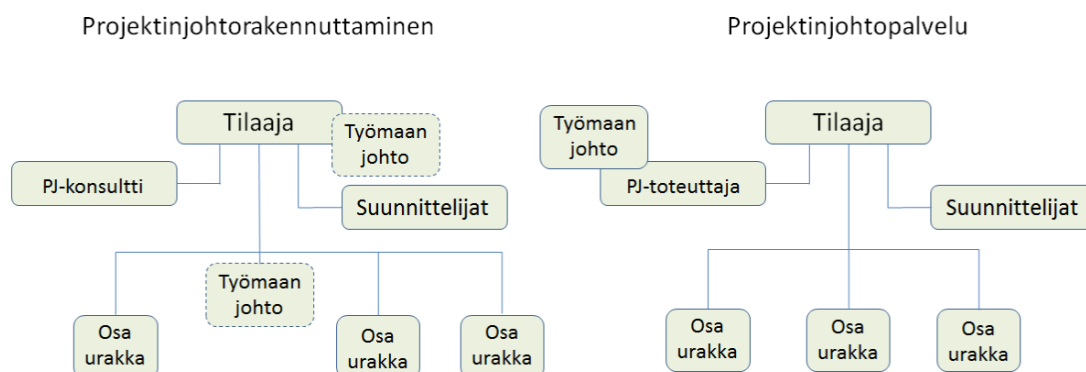 Projektinjohtorakennuttaminen
Tilaaja
Työmaan
johto
PJ-konsultti
Suunnittelijat
Työmaan
johto
Osa
urakka
Osa
urakka
Osa
urakka
Projektinjohtopalvelu
Työmaan
johto
Tilaaja
PJ-toteuttaja
Suunnittelijat
Osa
urakka
Osa
urakka
Osa
urakka